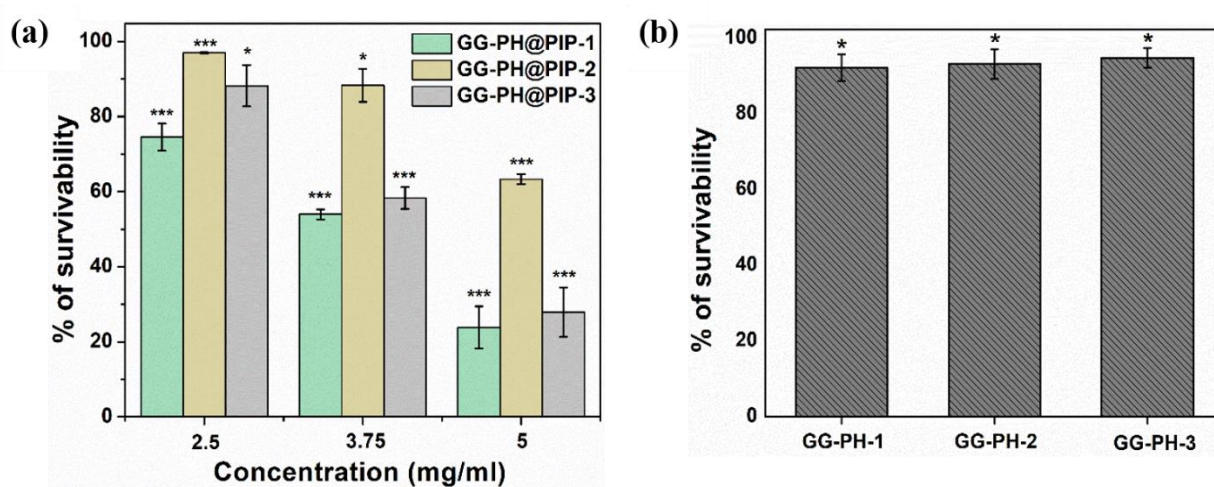 (a)
% of survivability
100
80
60
40
20
0
*** *** *
*** * ***
*** *** ***
GG-PH@PIP-1
GG-PH@PIP-2
GG-PH@PIP-3
2.5 3.75 5
Concentration (mg/ml)
(b)
% of survivability
100
80
60
40
20
0
* * *
GG-PH-1 GG-PH-2 GG-PH-3